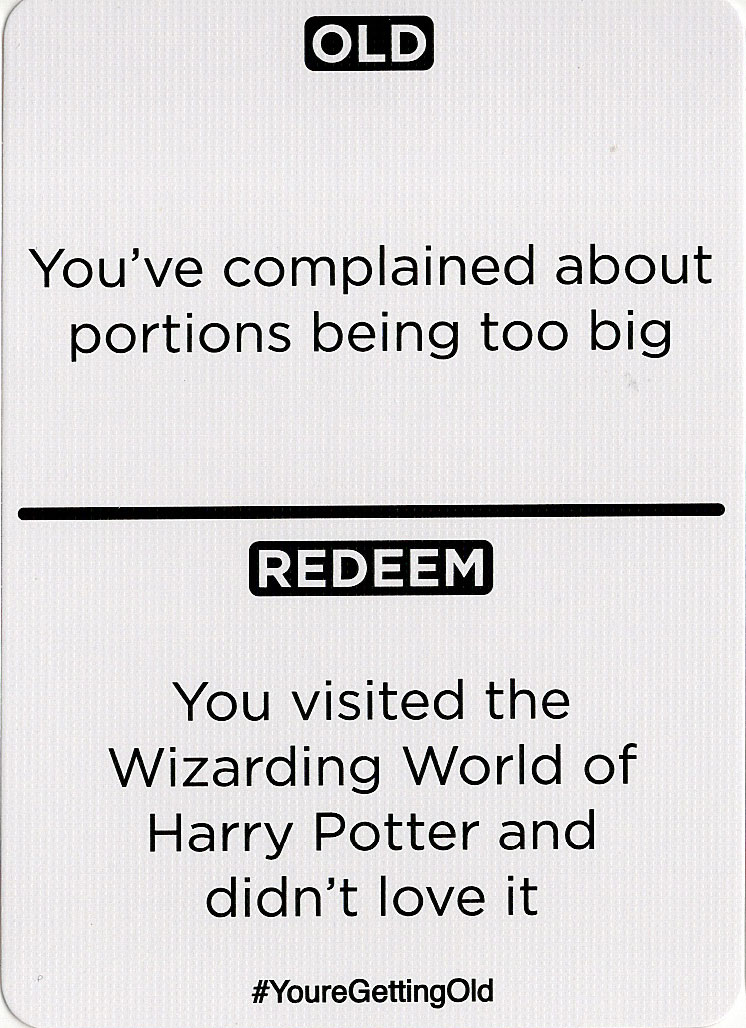 OLD
You've complained about
portions being too big
REDEEM
You visited the
Wizarding World of
Harry Potter and
didn't love it
#YoureGettingOld